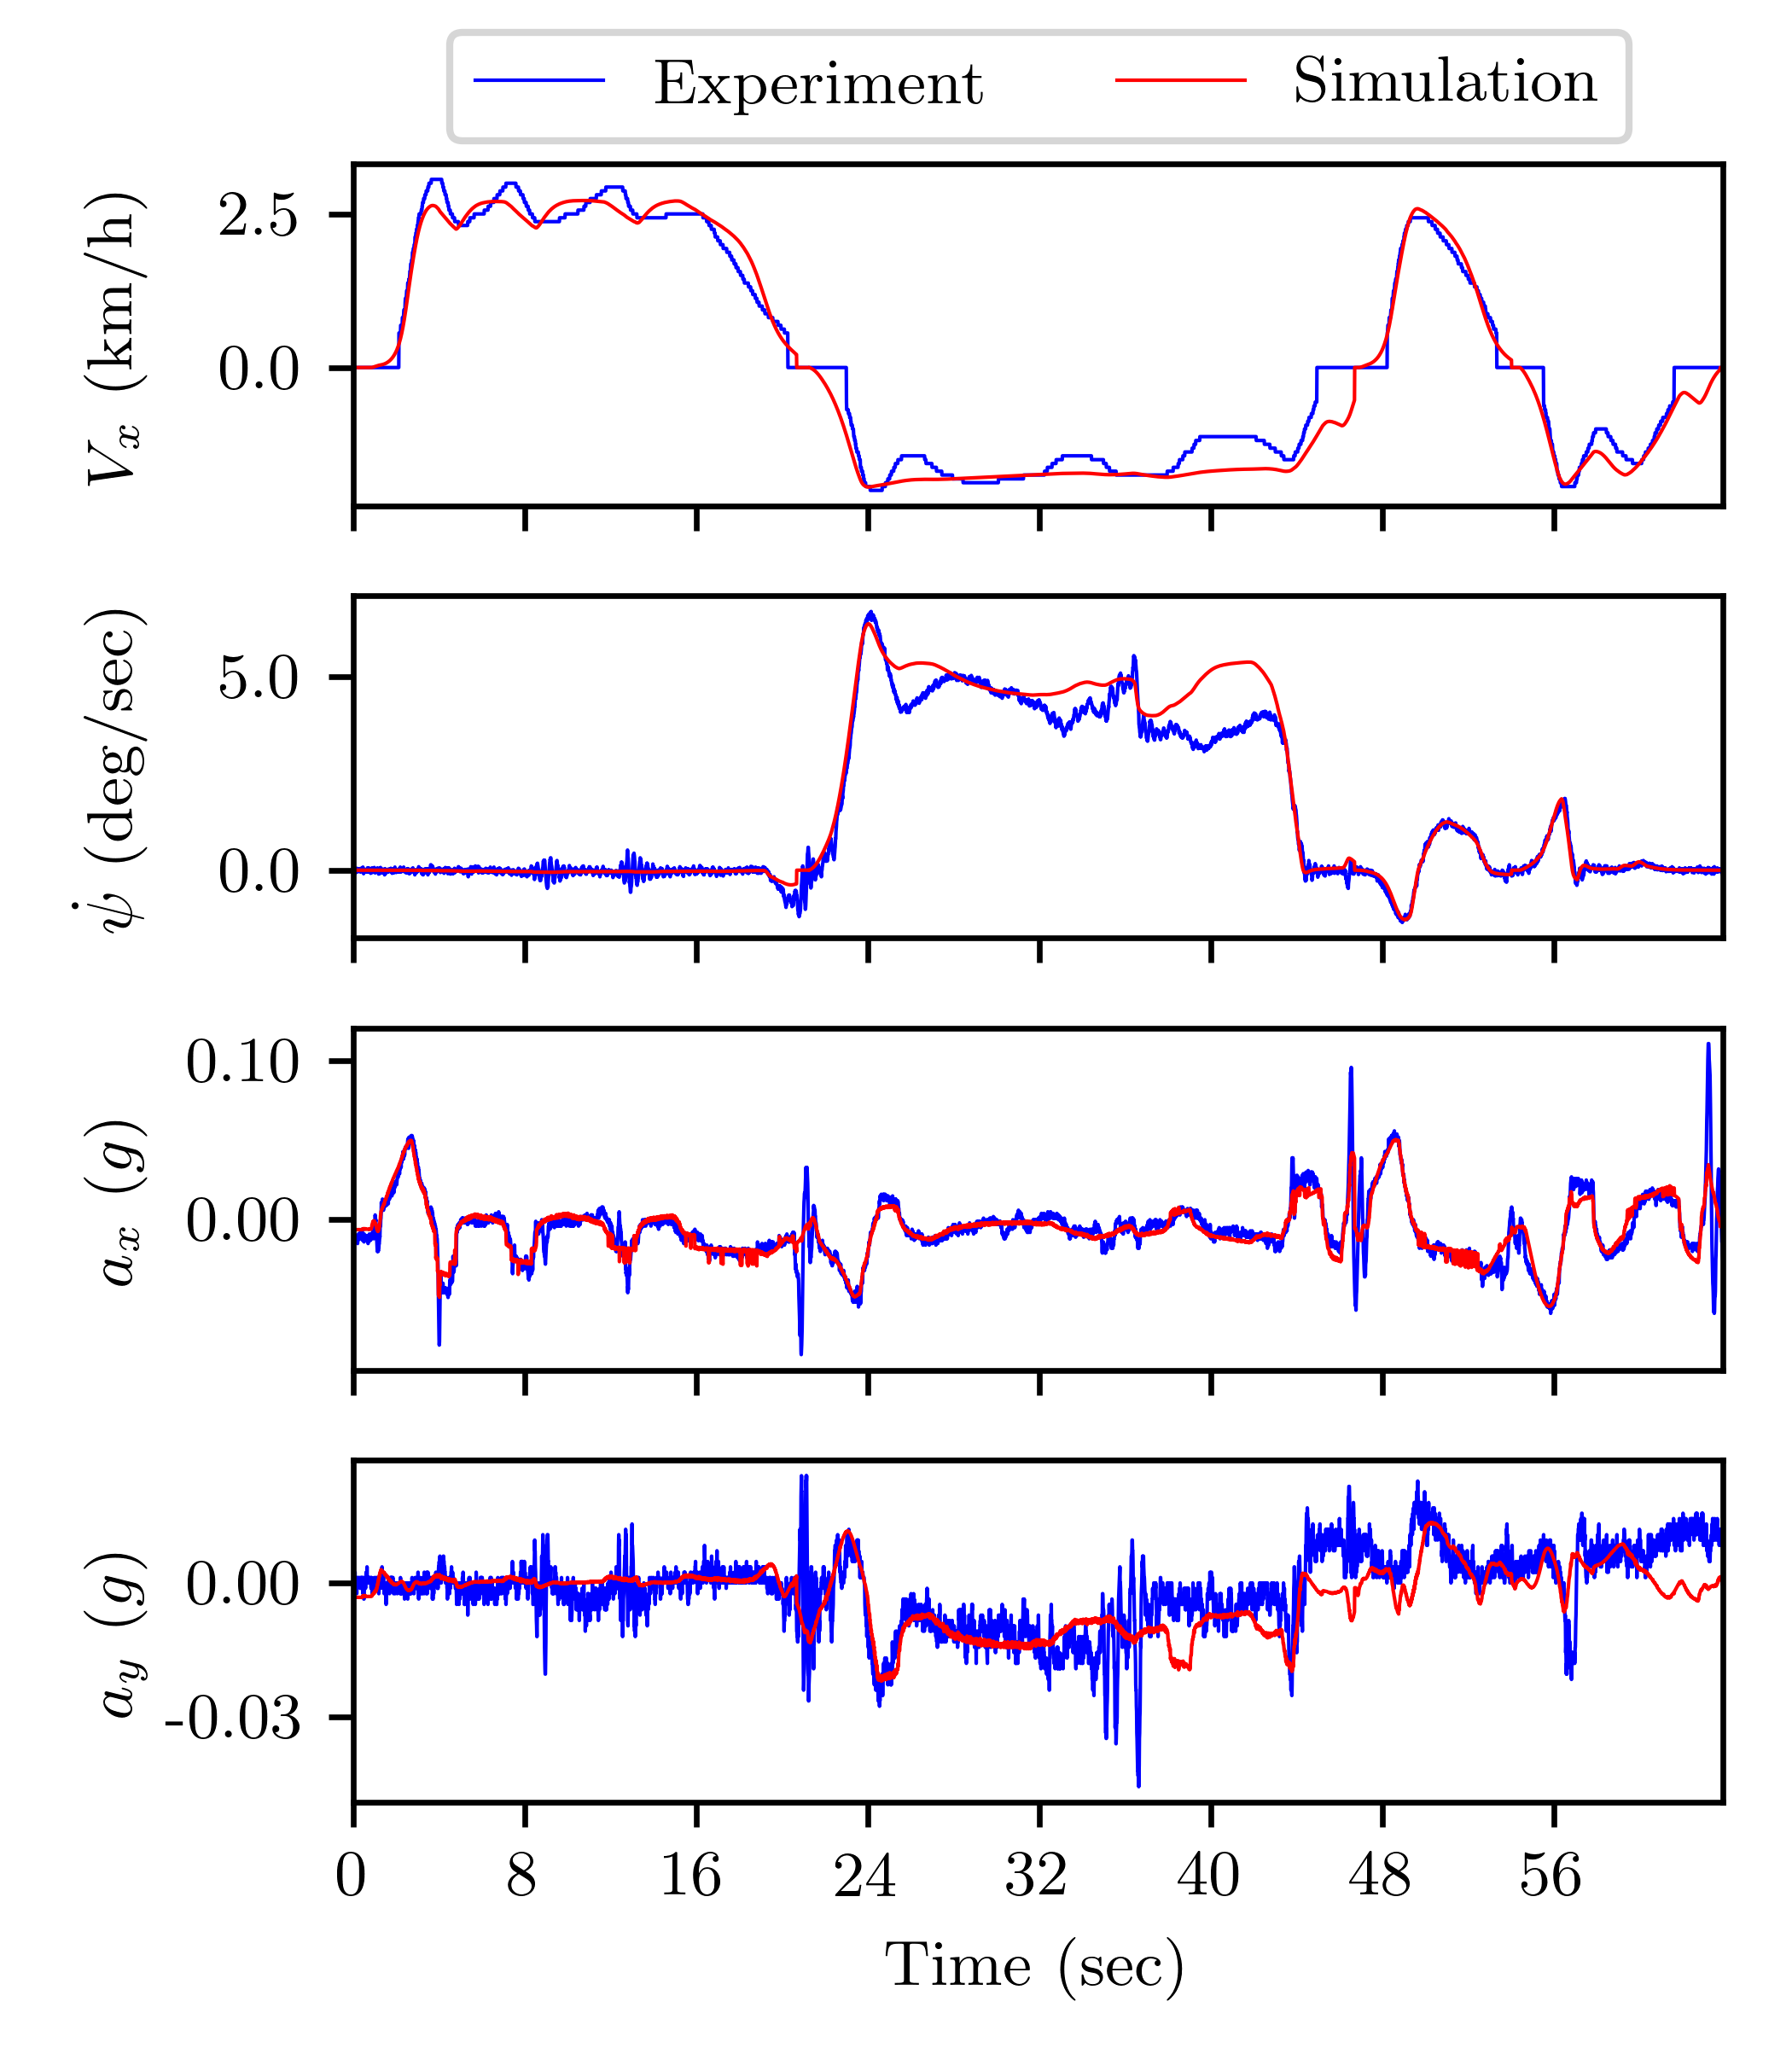 Experiment Simulation
V_x (km/h)
2.5
0.0
ψ̇ (deg/sec)
5.0
0.0
a_x (g)
0.10
0.00
a_y (g)
0.00
-0.03
0 8 16 24 32 40 48 56
Time (sec)